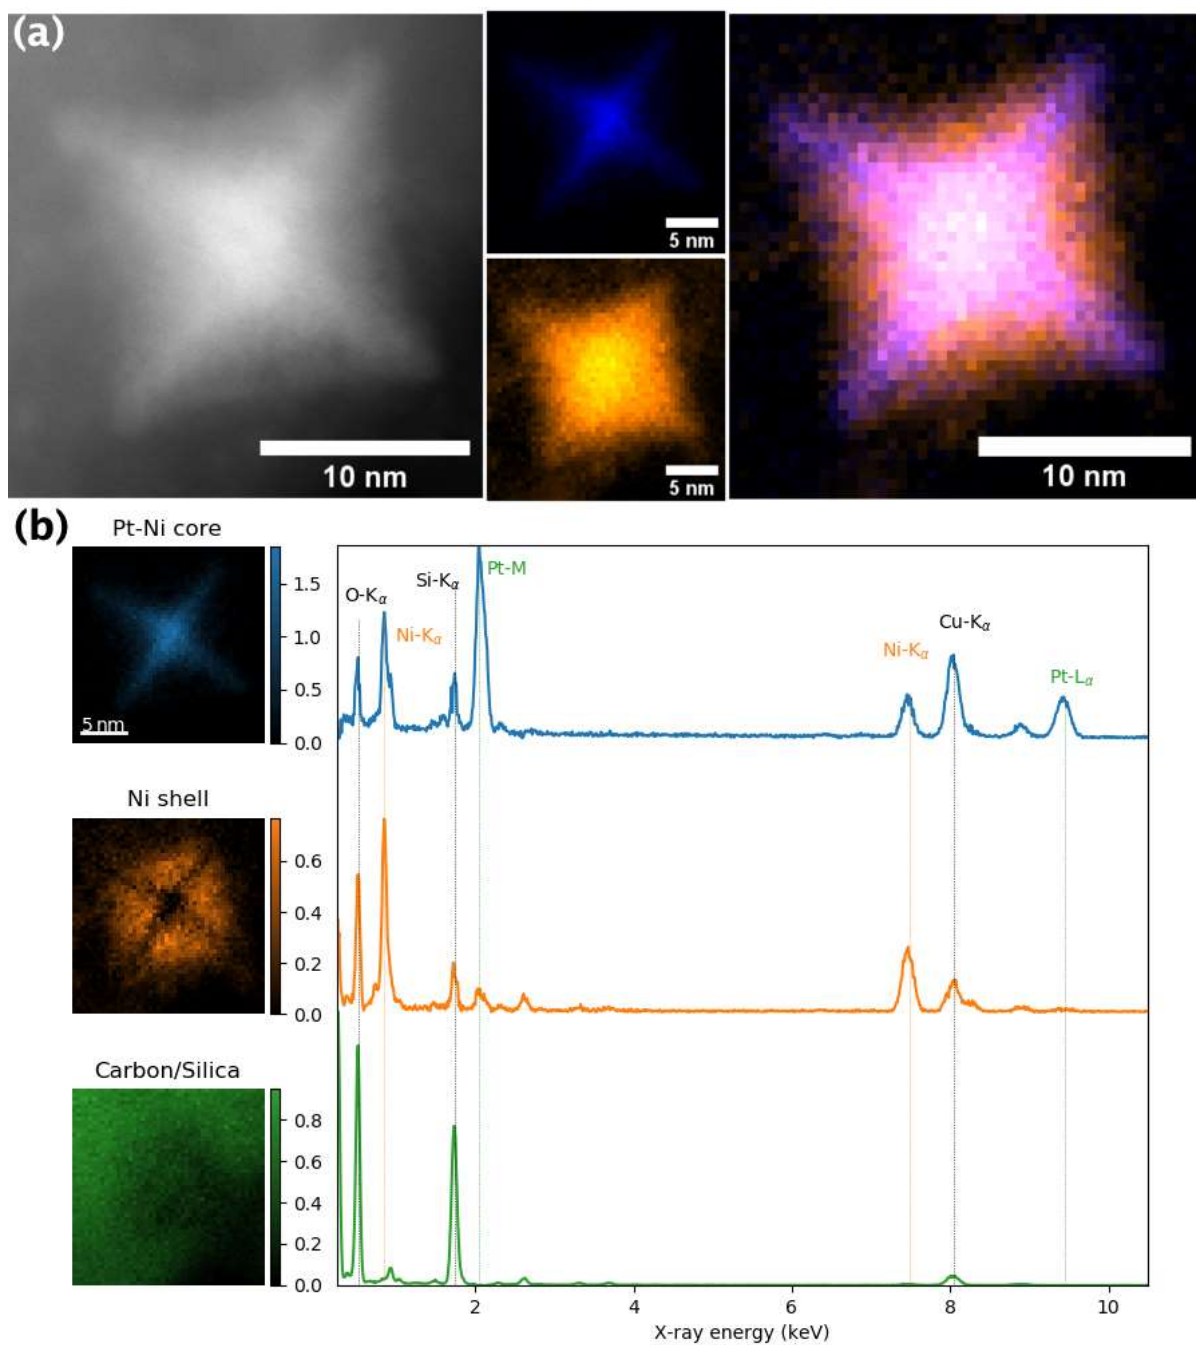 (a)
10 nm
5 nm
5 nm
10 nm
(b)
Pt-Ni core
1.5
1.0
0.5
0.0
5 nm
Ni shell
0.6
0.4
0.2
0.0
Carbon/Silica
0.8
0.6
0.4
0.2
0.0
O-Kα
Ni-Kα
Si-Kα
Pt-M
Ni-Kα
Cu-Kα
Pt-Lα
2
4
6
8
10
X-ray energy (keV)